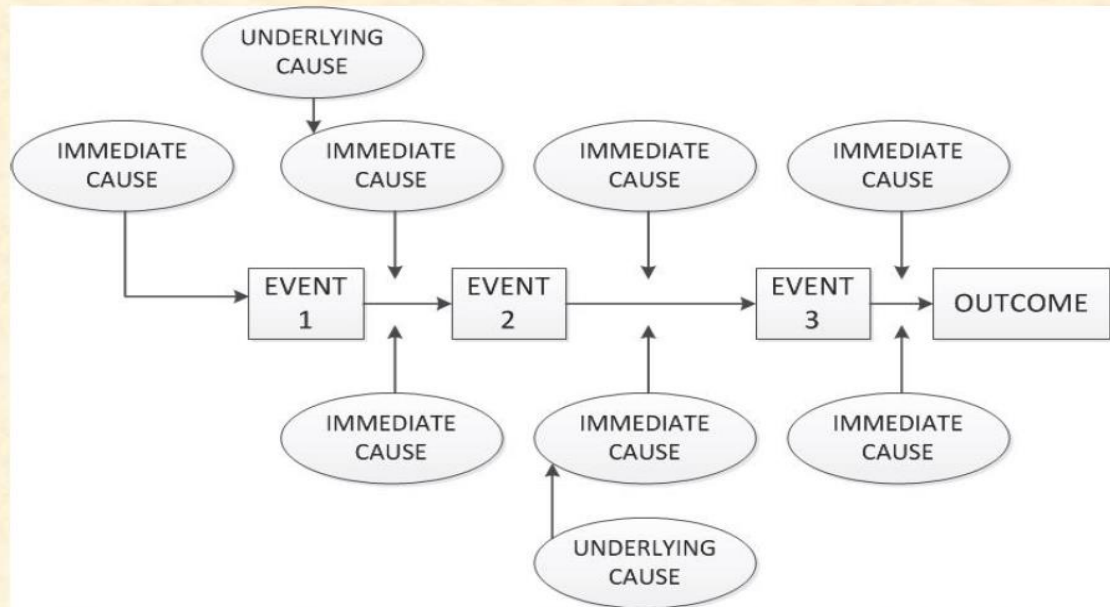 UNDERLYING
CAUSE
IMMEDIATE
CAUSE
IMMEDIATE
CAUSE
IMMEDIATE
CAUSE
IMMEDIATE
CAUSE
EVENT
1
EVENT
2
EVENT
3
OUTCOME
IMMEDIATE
CAUSE
IMMEDIATE
CAUSE
IMMEDIATE
CAUSE
UNDERLYING
CAUSE